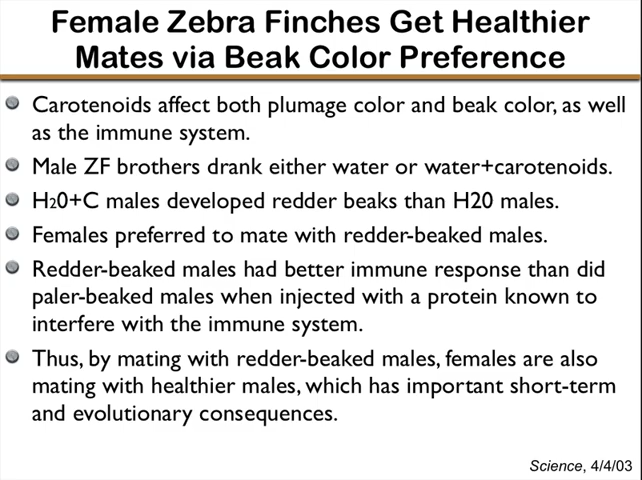 Female Zebra Finches Get Healthier
Mates via Beak Color Preference
Carotenoids affect both plumage color and beak color, as well
as the immune system.
Male ZF brothers drank either water or water+carotenoids.
H₂0+C males developed redder beaks than H20 males.
Females preferred to mate with redder-beaked males.
Redder-beaked males had better immune response than did
paler-beaked males when injected with a protein known to
interfere with the immune system.
Thus, by mating with redder-beaked males, females are also
mating with healthier males, which has important short-term
and evolutionary consequences.
Science, 4/4/03